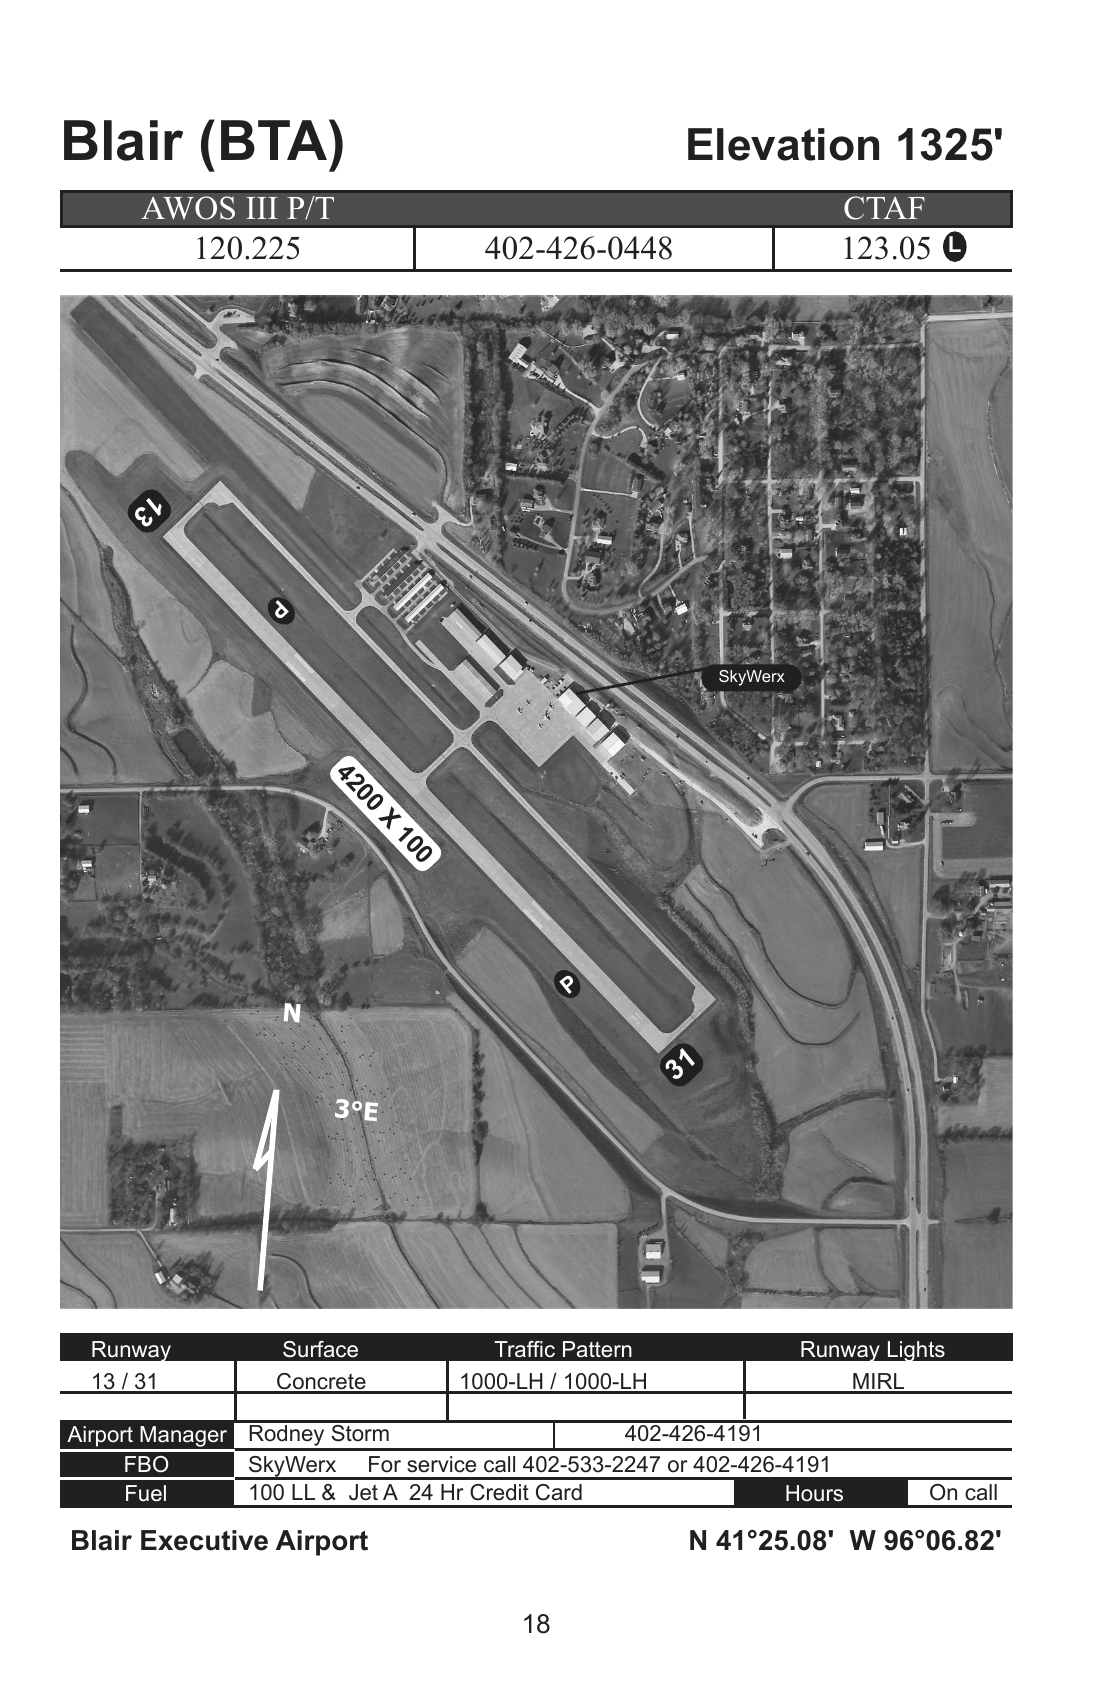 Blair (BTA) Elevation 1325'
AWOS III P/T CTAF
120.225 402-426-0448 123.05 L
13
P
SkyWerx
4200 X 100
P
N
31
3°E
Runway Surface Traffic Pattern Runway Lights
13 / 31 Concrete 1000-LH / 1000-LH MIRL
Airport Manager Rodney Storm 402-426-4191
FBO SkyWerx For service call 402-533-2247 or 402-426-4191
Fuel 100 LL & Jet A 24 Hr Credit Card Hours On call
Blair Executive Airport N 41°25.08' W 96°06.82'
18